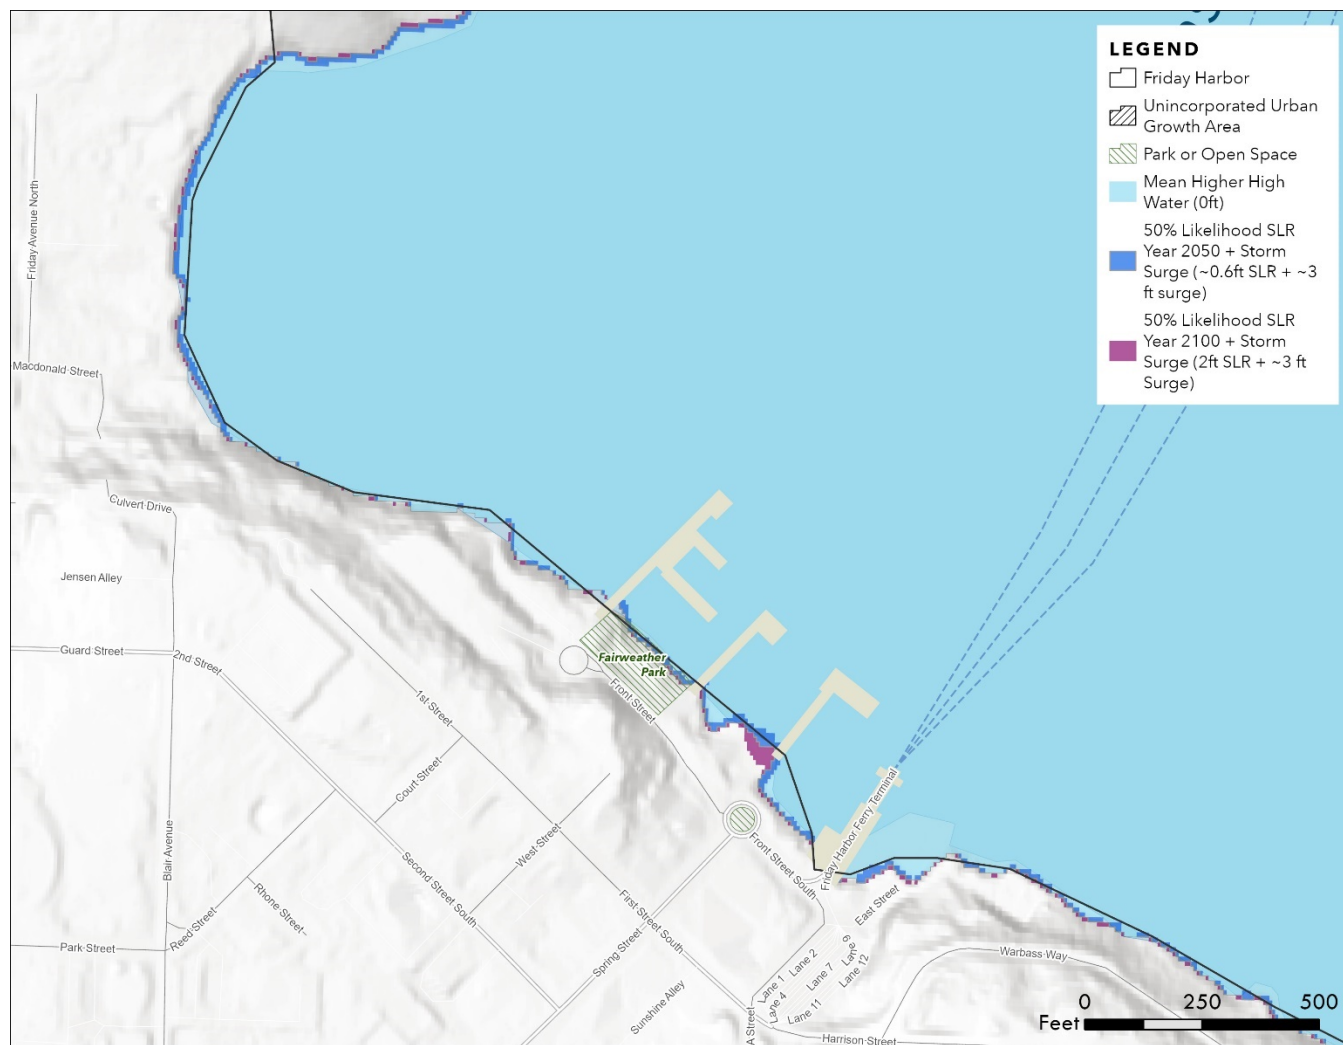 LEGEND
Friday Harbor
Unincorporated Urban
Growth Area
Park or Open Space
Mean Higher High
Water (0ft)
50% Likelihood SLR
Year 2050 + Storm
Surge (~0.6ft SLR + ~3
ft surge)
50% Likelihood SLR
Year 2100 + Storm
Surge (2ft SLR + ~3 ft
Surge)
Friday Avenue North
Macdonald Street
Culvert Drive
Jensen Alley
Guard Street
2nd Street
Fairweather
Park
Front Street
1st Street
Court Street
West Street
Friday Harbor Ferry Terminal
Blair Avenue
Front Street South
Second Street South
First Street South
East Street
Rhone Street
Reed Street
Park Street
Spring Street
Sunshine Alley
Lane 1
Lane 2
Lane 4
Lane 7
Lane 9
Lane 11
Lane 12
A Street
Warbass Way
Harrison Street
0 250 500
Feet